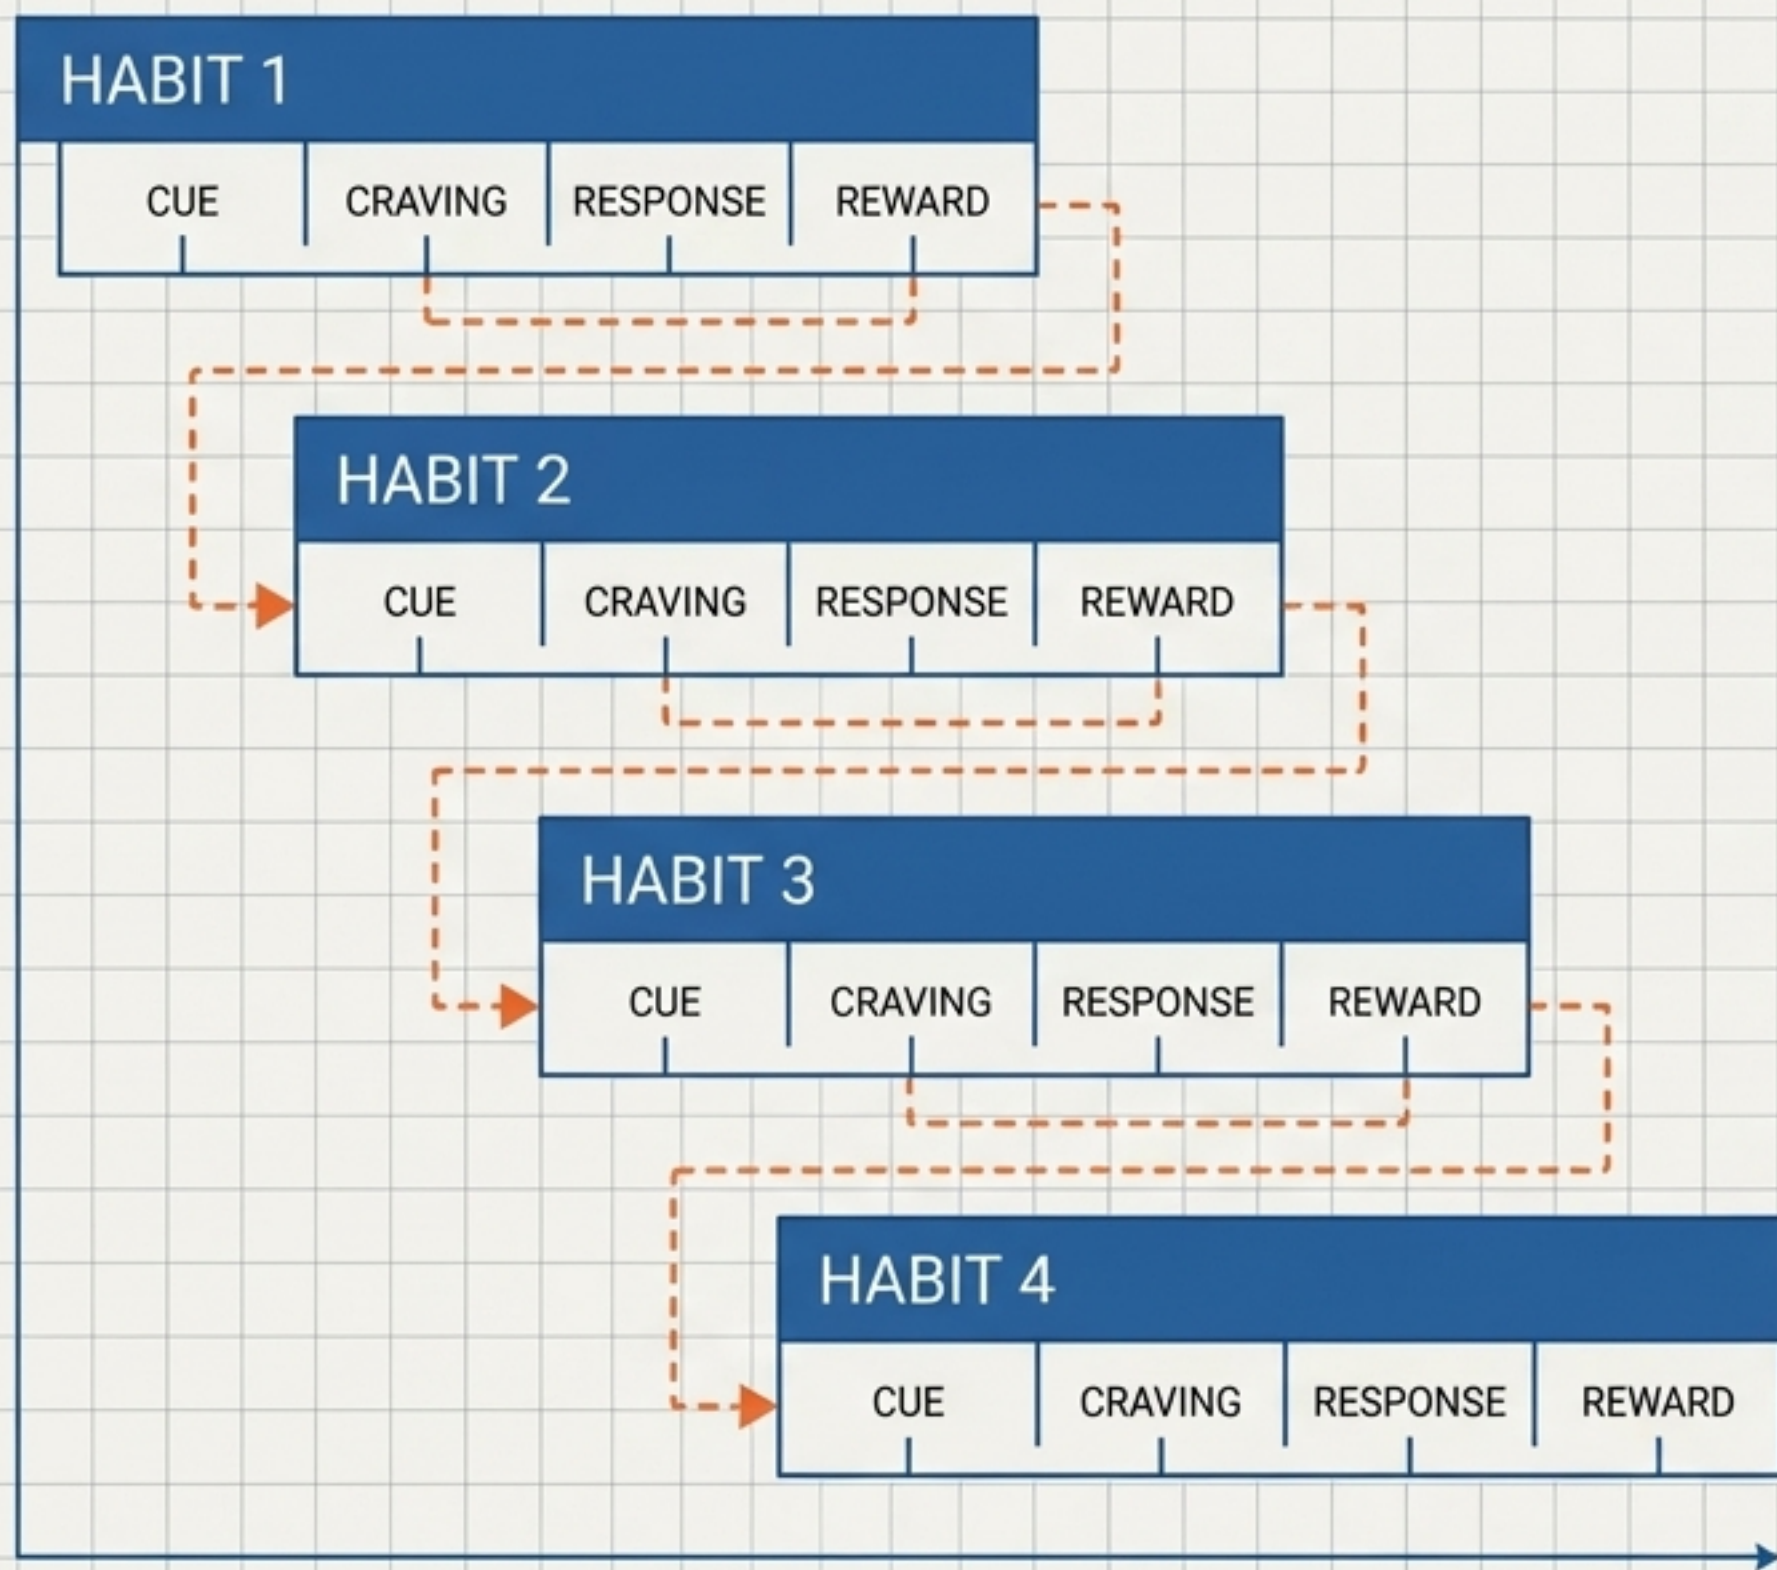 HABIT 1
CUE CRAVING RESPONSE REWARD
HABIT 2
CUE CRAVING RESPONSE REWARD
HABIT 3
CUE CRAVING RESPONSE REWARD
HABIT 4
CUE CRAVING RESPONSE REWARD